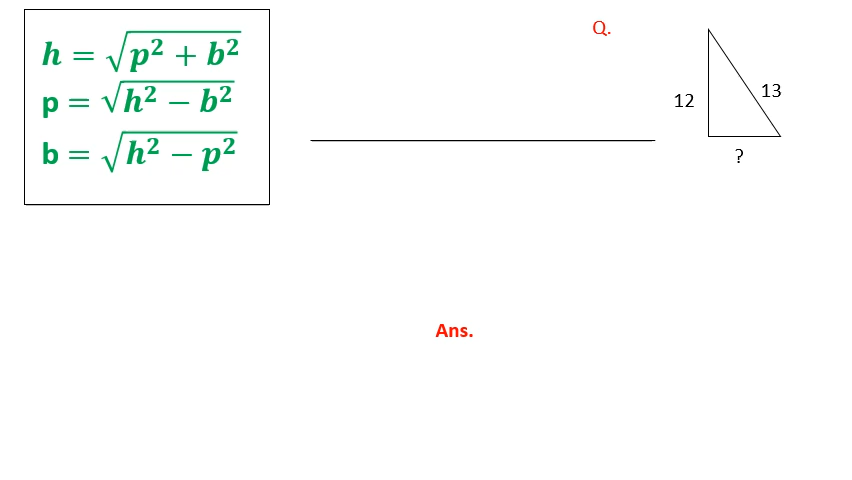 h = √(p² + b²)
p = √(h² − b²)
b = √(h² − p²)
Q.
12
13
?
Ans.